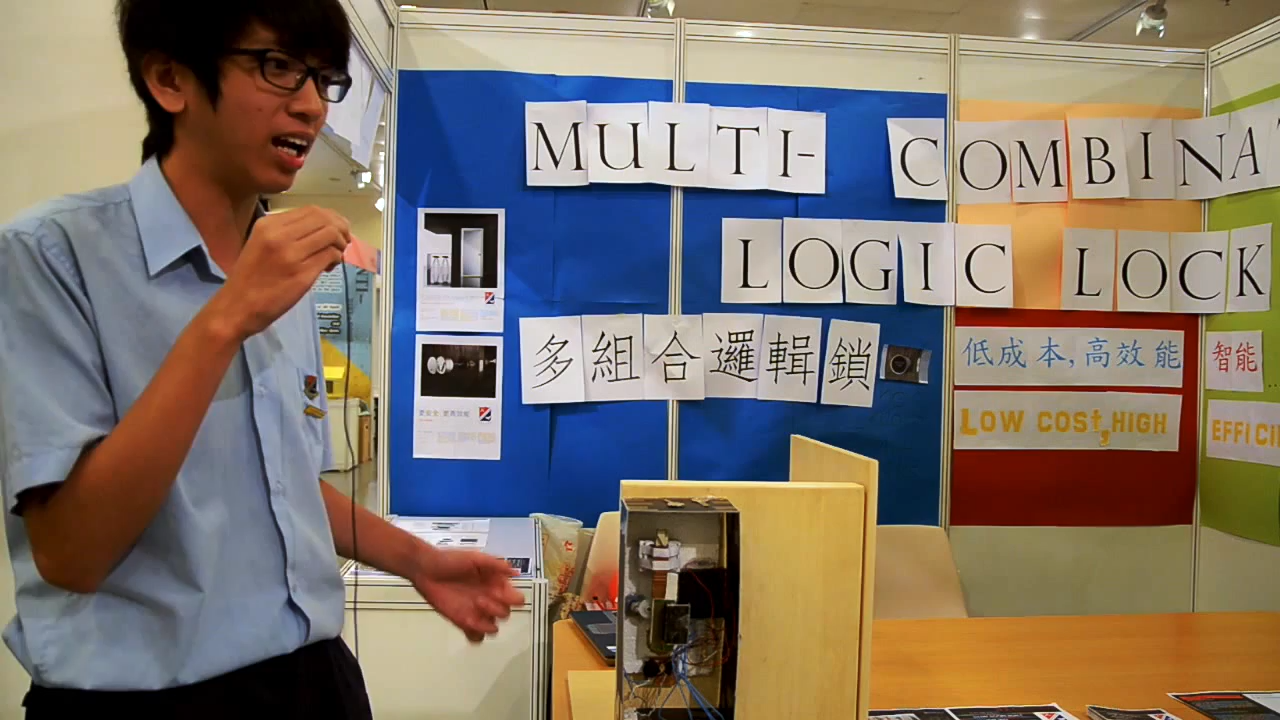 MULTI- COMBINA
LOGIC LOCK
多組合邏輯鎖
低成本,高效能
智能
LOW COST, HIGH
EFFICI